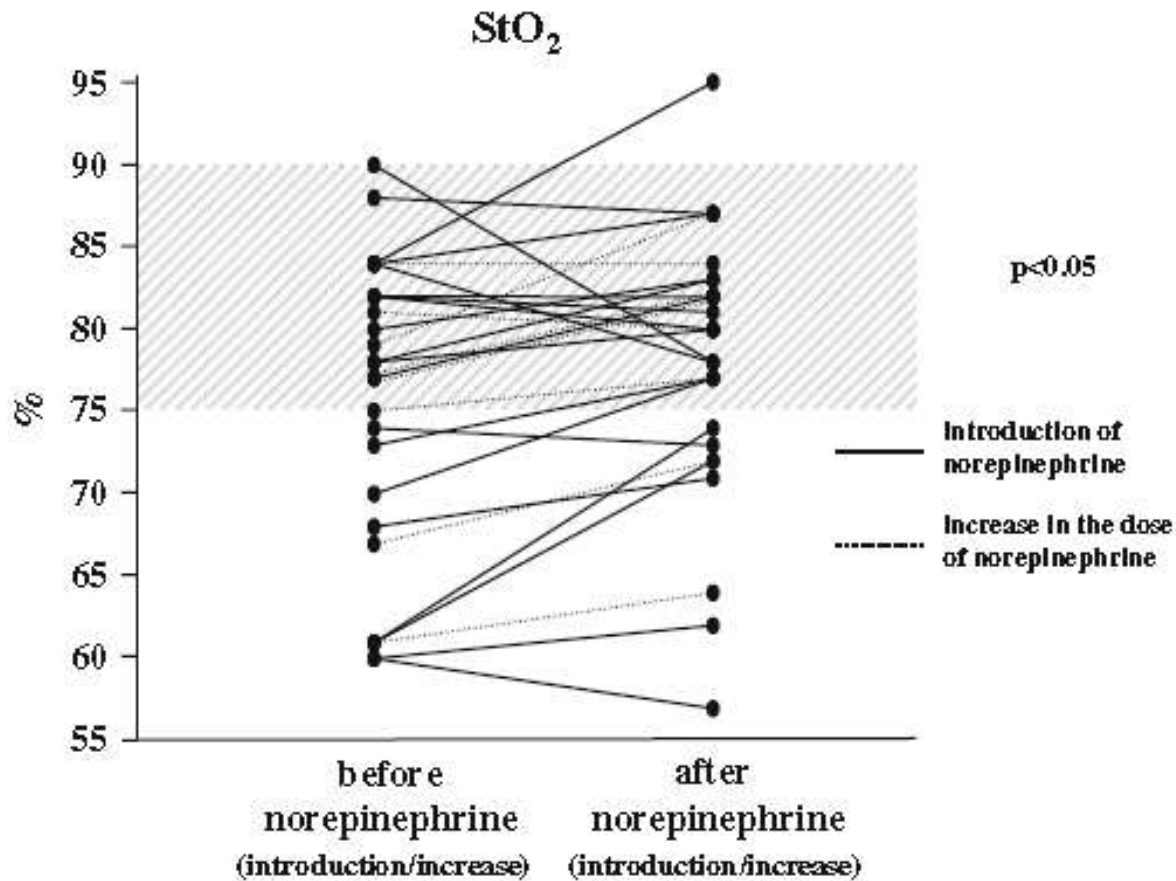 StO₂
95
90
85
80
75
70
65
60
55
%
p<0.05
introduction of
norepinephrine
increase in the dose
of norepinephrine
before
norepinephrine
(introduction/increase)
after
norepinephrine
(introduction/increase)